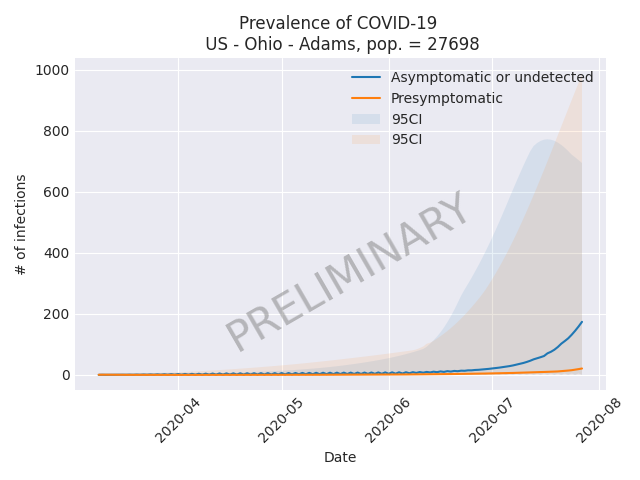 Prevalence of COVID-19
US - Ohio - Adams, pop. = 27698
1000
800
600
400
200
0
# of infections
Asymptomatic or undetected
Presymptomatic
95CI
95CI
PRELIMINARY
2020-04
2020-05
2020-06
2020-07
2020-08
Date